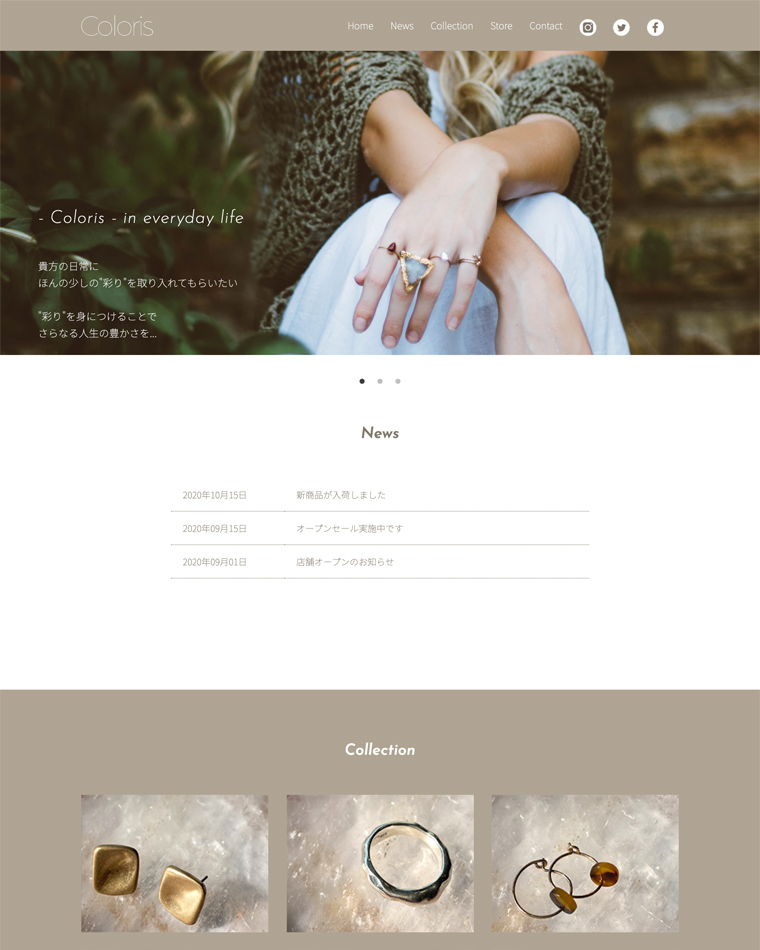 Coloris
Home News Collection Store Contact
- Coloris - in everyday life
貴方の日常に
ほんの少しの"彩り"を取り入れてもらいたい
"彩り"を身につけることで
さらなる人生の豊かさを...
News
2020年10月15日 新商品が入荷しました
2020年09月15日 オープンセール実施中です
2020年09月01日 店舗オープンのお知らせ
Collection